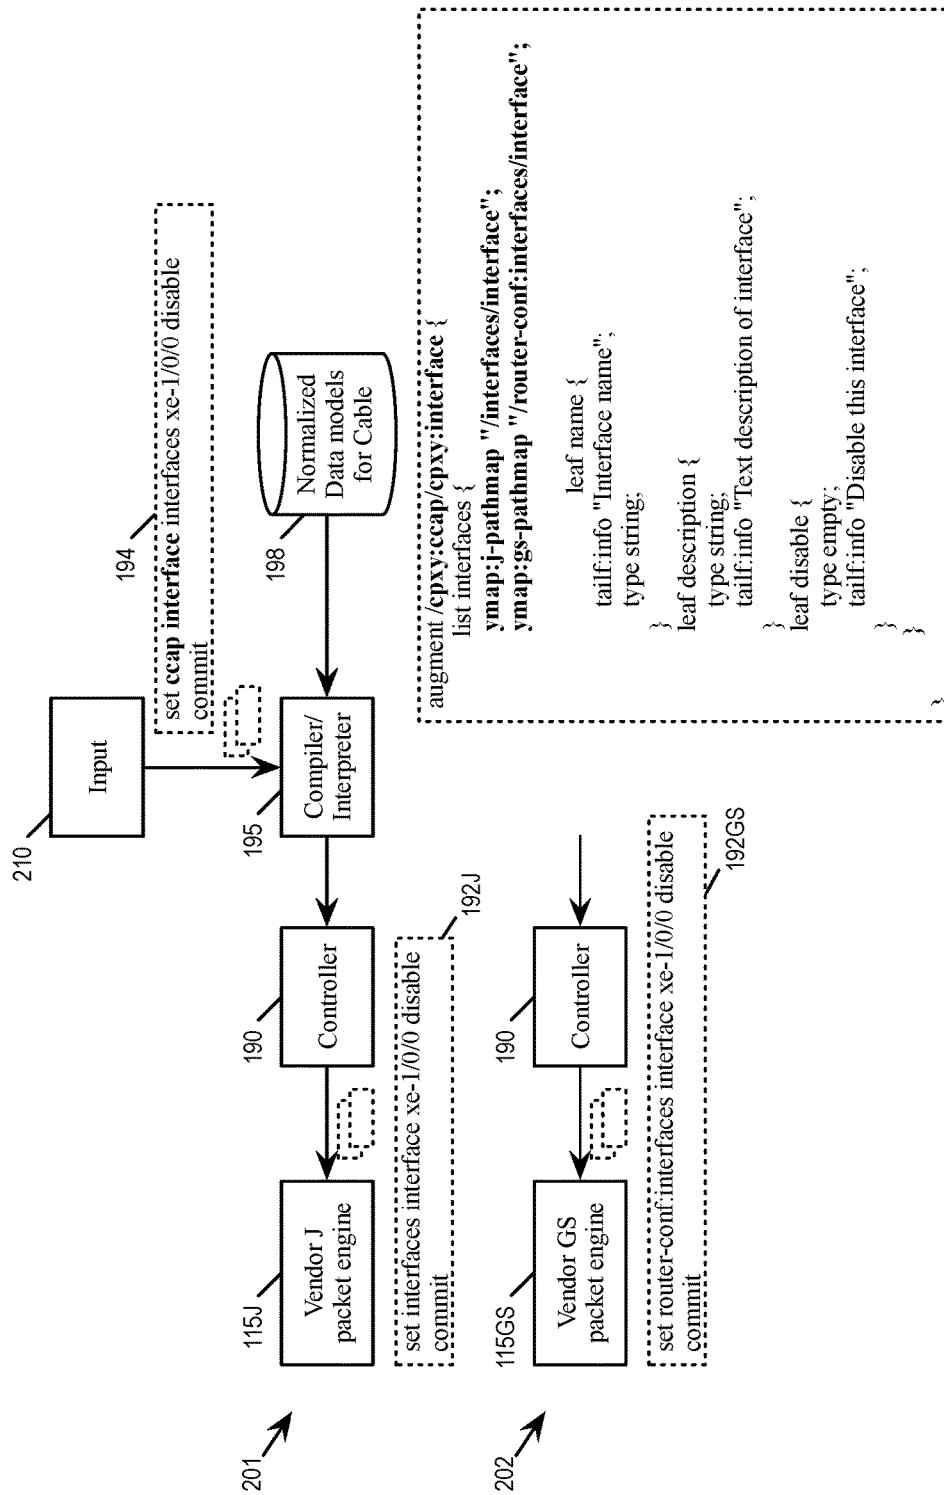 210
Input
194
set ccap interface interfaces xe-1/0/0 disable
commit
201
115J
Vendor J
packet engine
190
Controller
195
Compiler/
Interpreter
198
Normalized
Data models
for Cable
192J
set interfaces interface xe-1/0/0 disable
commit
202
115GS
Vendor GS
packet engine
190
Controller
192GS
set router-conf:interfaces interface xe-1/0/0 disable
commit
augment /cpxy:ccap/cpxy:interface {
list interfaces {
ymap:j-pathmap "/interfaces/interface";
ymap:gs-pathmap "/router-conf:interfaces/interface";
leaf name {
tailf:info "Interface name";
type string;
}
leaf description {
type string;
tailf:info "Text description of interface";
}
leaf disable {
type empty;
tailf:info "Disable this interface";
}
}
}